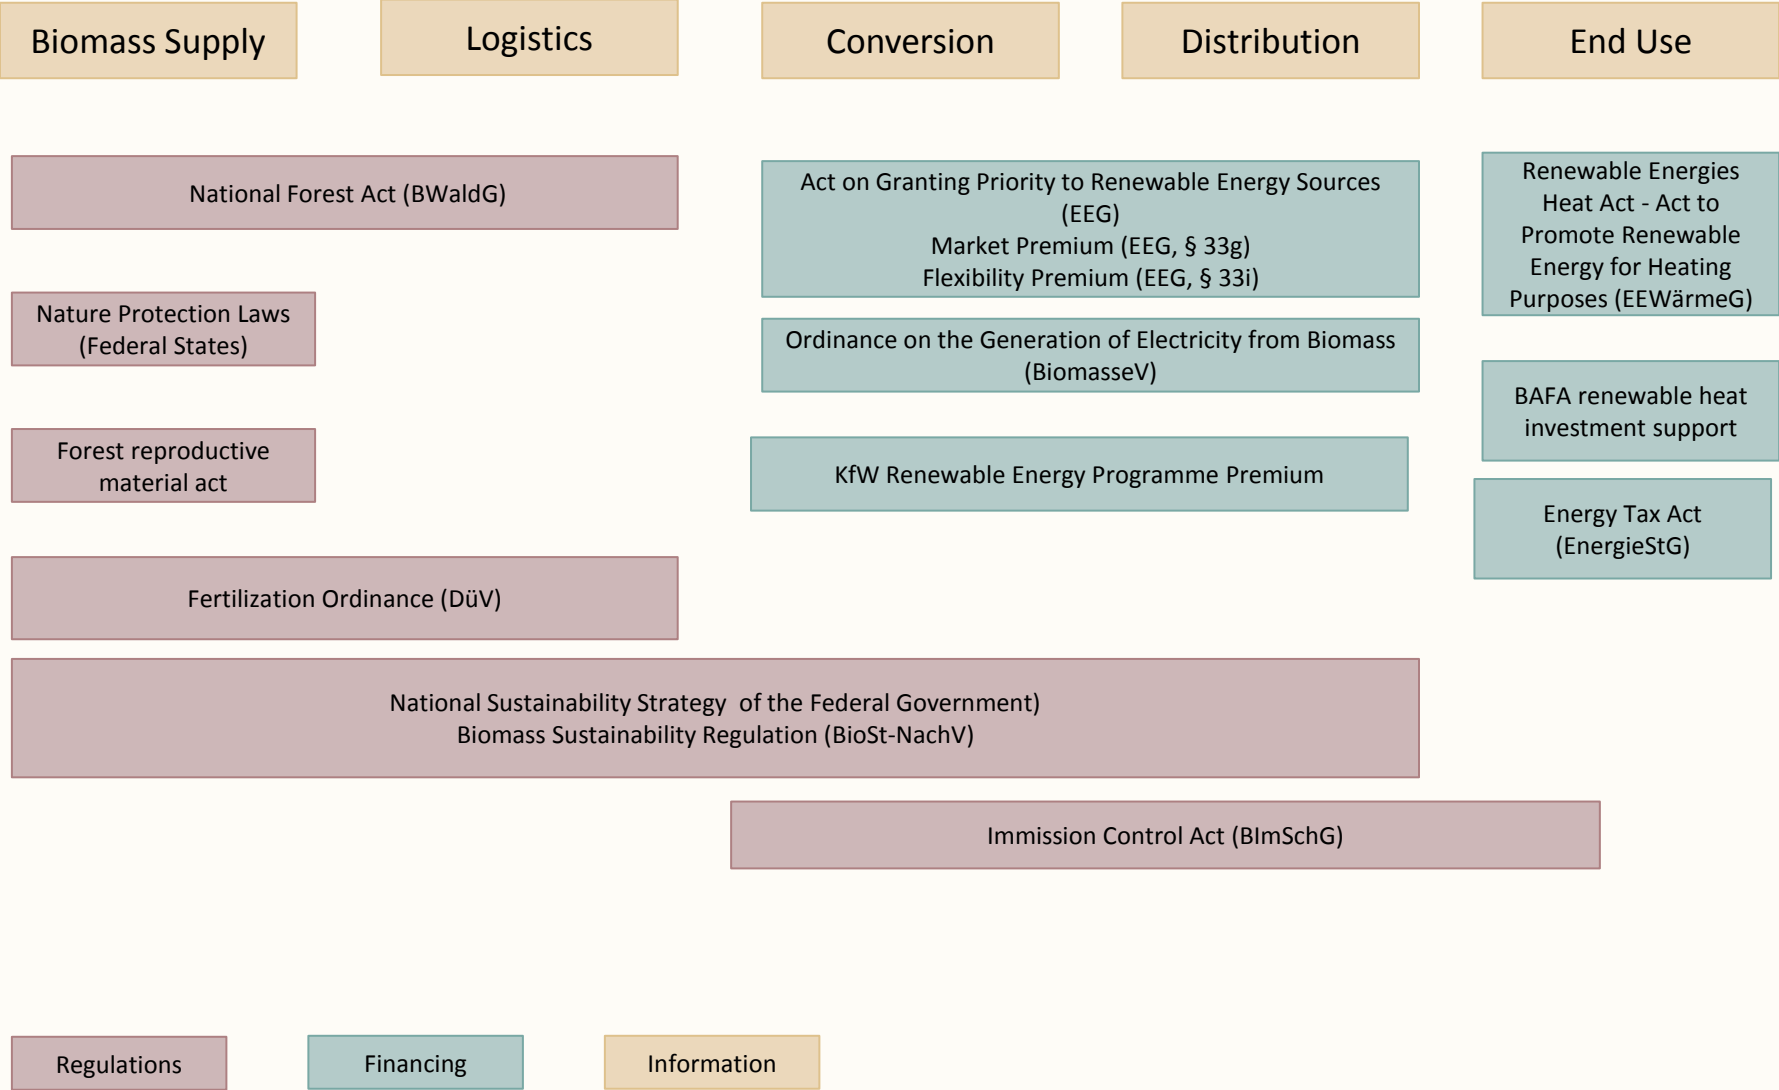 Biomass Supply
Logistics
Conversion
Distribution
End Use
National Forest Act (BWaldG)
Act on Granting Priority to Renewable Energy Sources
(EEG)
Market Premium (EEG, § 33g)
Flexibility Premium (EEG, § 33i)
Renewable Energies
Heat Act - Act to
Promote Renewable
Energy for Heating
Purposes (EEWärmeG)
Nature Protection Laws
(Federal States)
Ordinance on the Generation of Electricity from Biomass
(BiomasseV)
BAFA renewable heat
investment support
Forest reproductive
material act
KfW Renewable Energy Programme Premium
Energy Tax Act
(EnergieStG)
Fertilization Ordinance (DüV)
National Sustainability Strategy  of the Federal Government)
Biomass Sustainability Regulation (BioSt-NachV)
Immission Control Act (BImSchG)
Regulations
Financing
Information